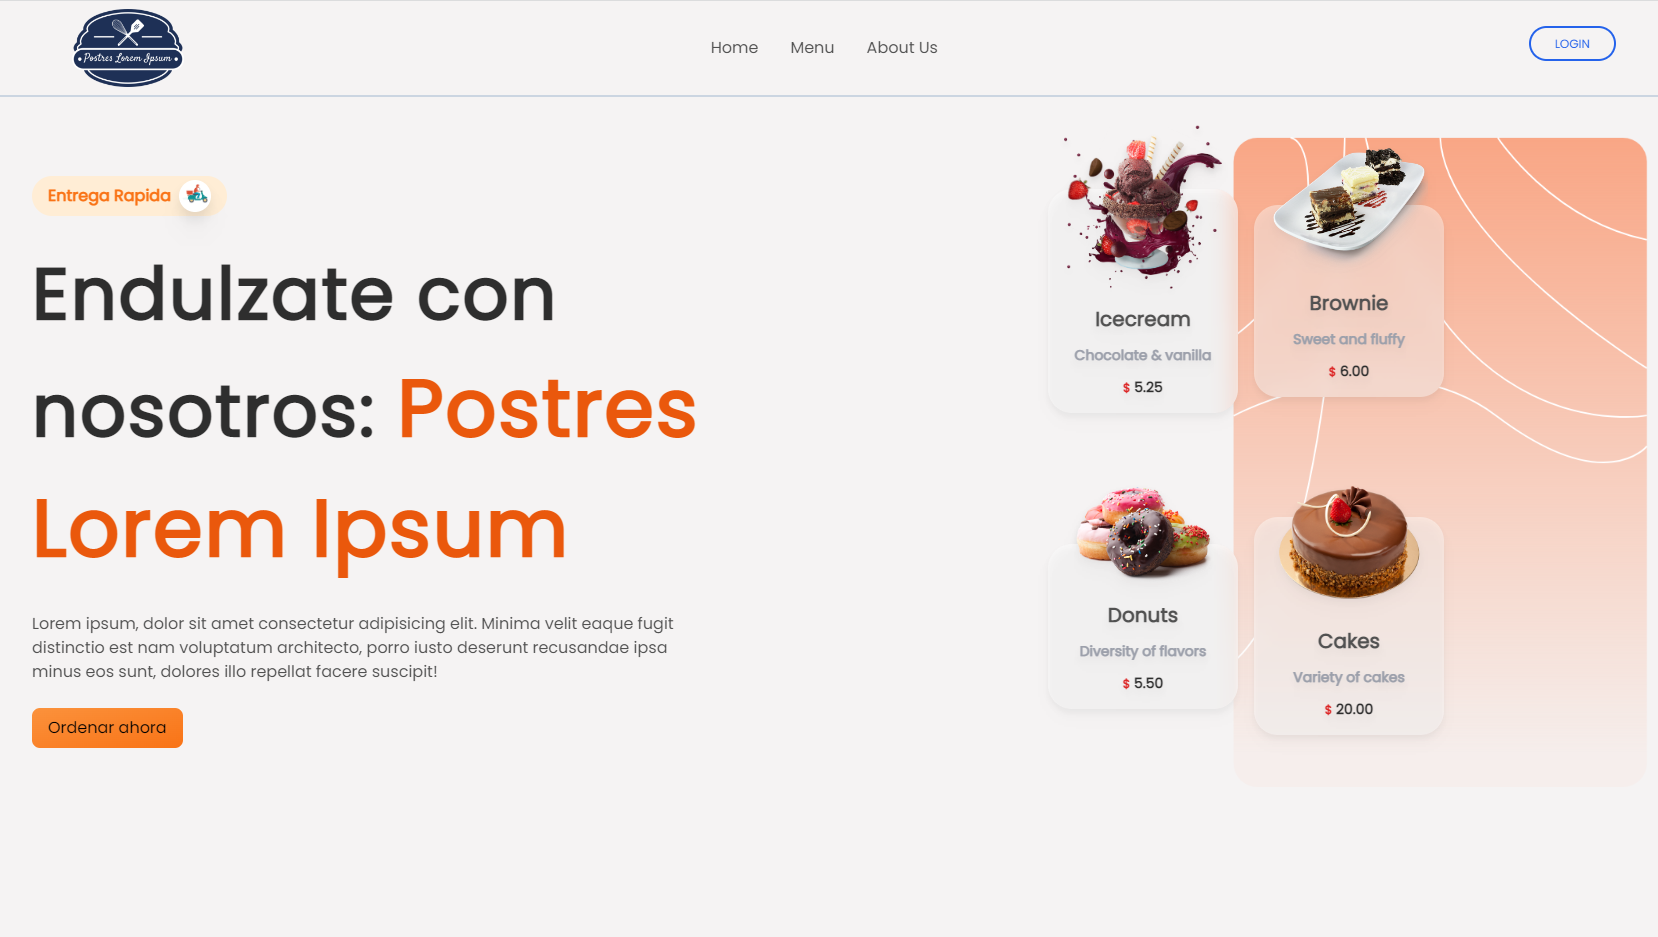 Postres Lorem Ipsum
Home Menu About Us
LOGIN
Entrega Rapida
Endulzate con
nosotros: Postres
Lorem Ipsum
Lorem ipsum, dolor sit amet consectetur adipisicing elit. Minima velit eaque fugit
distinctio est nam voluptatum architecto, porro iusto deserunt recusandae ipsa
minus eos sunt, dolores illo repellat facere suscipit!
Ordenar ahora
Icecream
Chocolate & vanilla
$ 5.25
Brownie
Sweet and fluffy
$ 6.00
Donuts
Diversity of flavors
$ 5.50
Cakes
Variety of cakes
$ 20.00